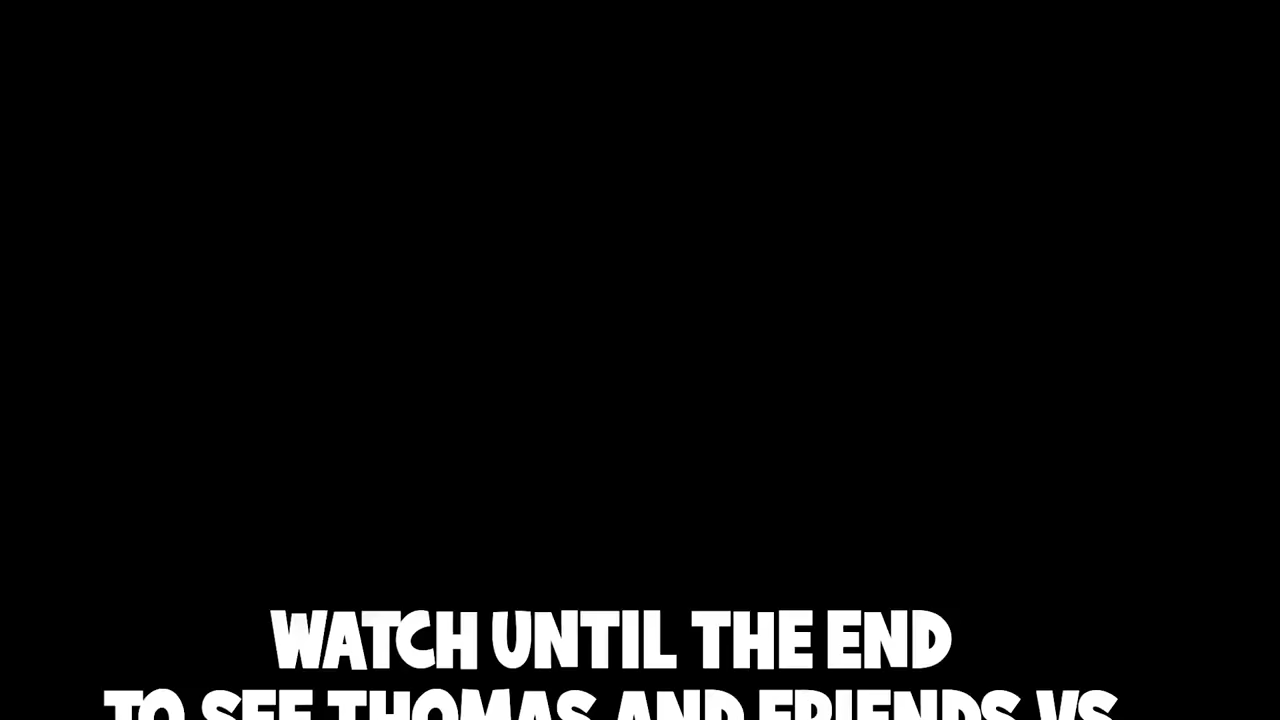 WATCH UNTIL THE END
TO SEE THOMAS AND FRIENDS VS